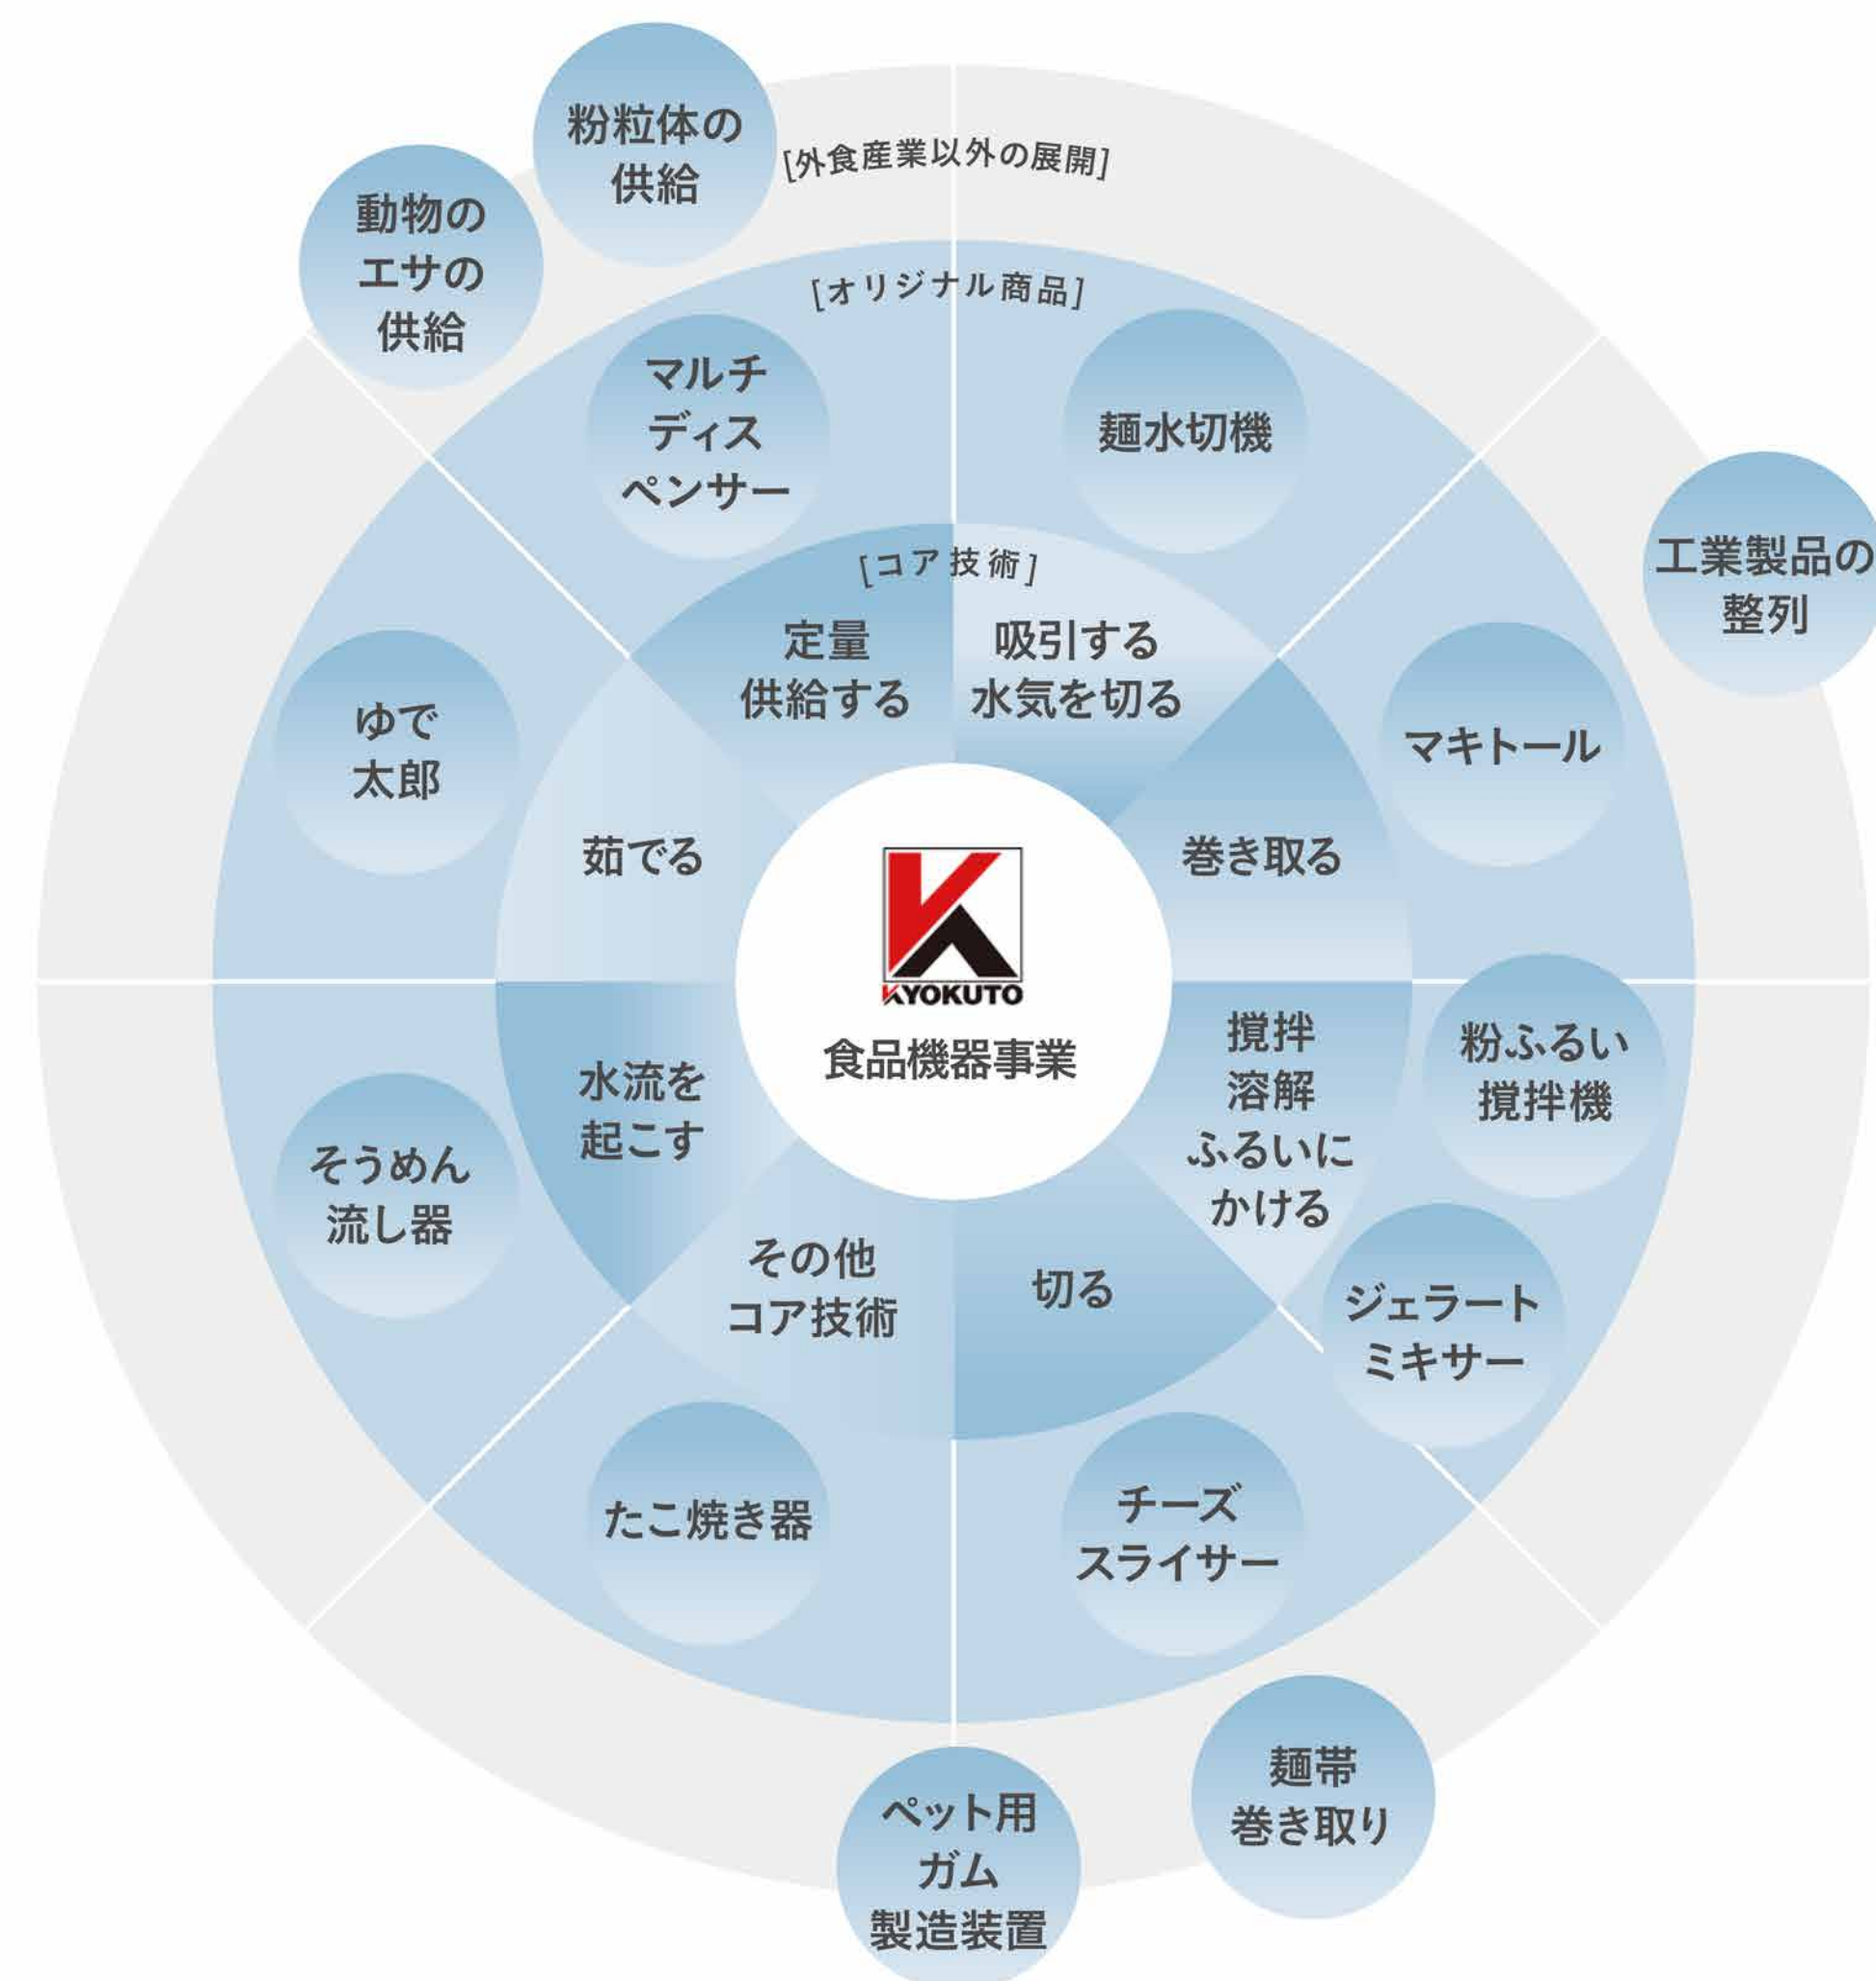 粉粒体の
供給
[外食産業以外の展開]
動物の
エサの
供給
[オリジナル商品]
マルチ
ディス
ペンサー
麺水切機
工業製品の
整列
[コア技術]
定量
供給する
吸引する
水気を切る
ゆで
太郎
マキトール
茹でる
巻き取る
KYOKUTO
食品機器事業
水流を
起こす
撹拌
溶解
ふるいに
かける
粉ふるい
撹拌機
そうめん
流し器
その他
コア技術
切る
ジェラート
ミキサー
たこ焼き器
チーズ
スライサー
麺帯
巻き取り
ペット用
ガム
製造装置